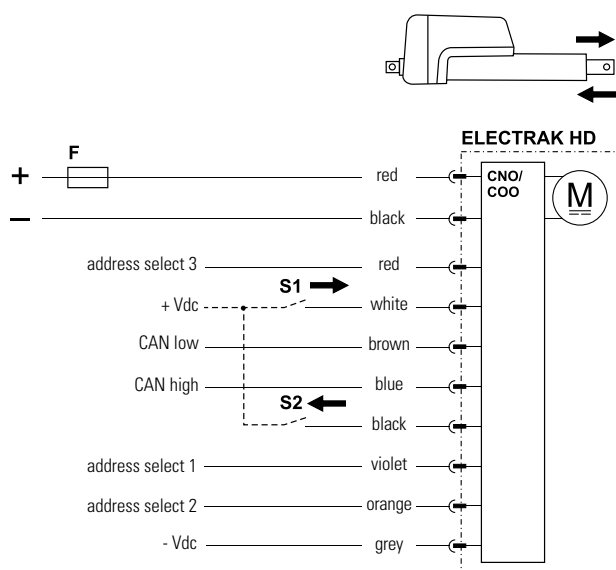 ELECTRAK HD
F
+ red CNO/
COO
M
− black
address select 3 red
S1
+ Vdc white
CAN low brown
CAN high blue
S2
black
address select 1 violet
address select 2 orange
- Vdc grey